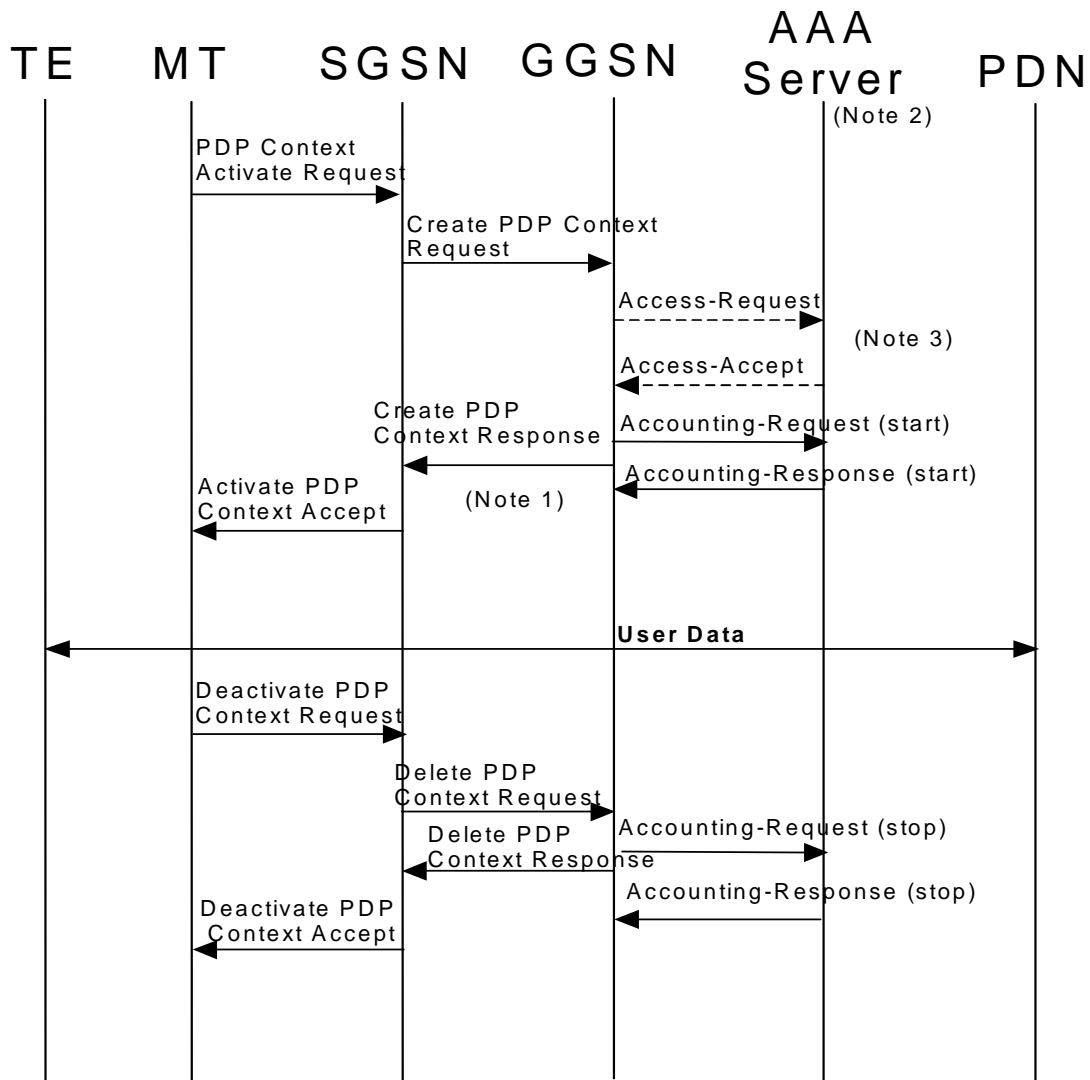 TE
MT
SGSN
GGSN
AAA
Server
PDN
(Note 2)
PDP Context
Activate Request
Create PDP Context
Request
Access-Request
(Note 3)
Access-Accept
Create PDP
Context Response
Accounting-Request (start)
Accounting-Response (start)
Activate PDP
Context Accept
(Note 1)
User Data
Deactivate PDP
Context Request
Delete PDP
Context Request
Accounting-Request (stop)
Delete PDP
Context Response
Accounting-Response (stop)
Deactivate PDP
Context Accept